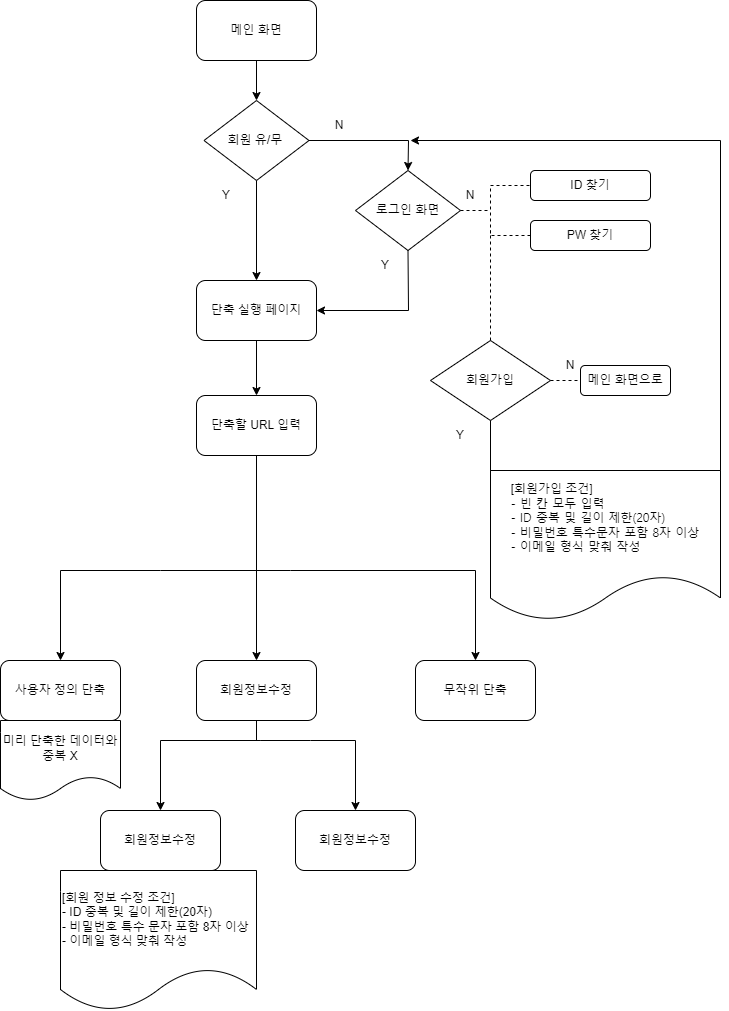 메인 화면
회원 유/무
N
Y
로그인 화면
N
Y
ID 찾기
PW 찾기
단축 실행 페이지
회원가입
N
메인 화면으로
Y
단축할 URL 입력
[회원가입 조건]
- 빈 칸 모두 입력
- ID 중복 및 길이 제한(20자)
- 비밀번호 특수문자 포함 8자 이상
- 이메일 형식 맞춰 작성
사용자 정의 단축
회원정보수정
무작위 단축
미리 단축한 데이터와
중복 X
회원정보수정
회원정보수정
[회원 정보 수정 조건]
- ID 중복 및 길이 제한(20자)
- 비밀번호 특수 문자 포함 8자 이상
- 이메일 형식 맞춰 작성